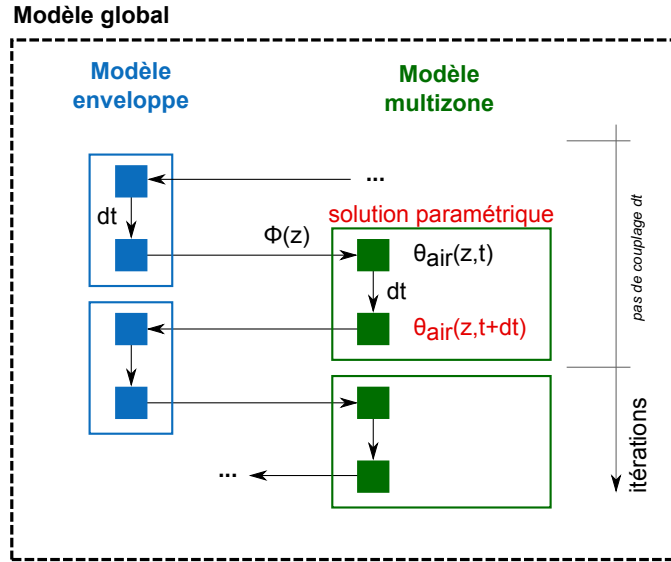 Modèle global
Modèle
enveloppe
Modèle
multizone
...
dt
solution paramétrique
Φ(z)
θair(z,t)
dt
θair(z,t+dt)
pas de couplage dt
itérations
...